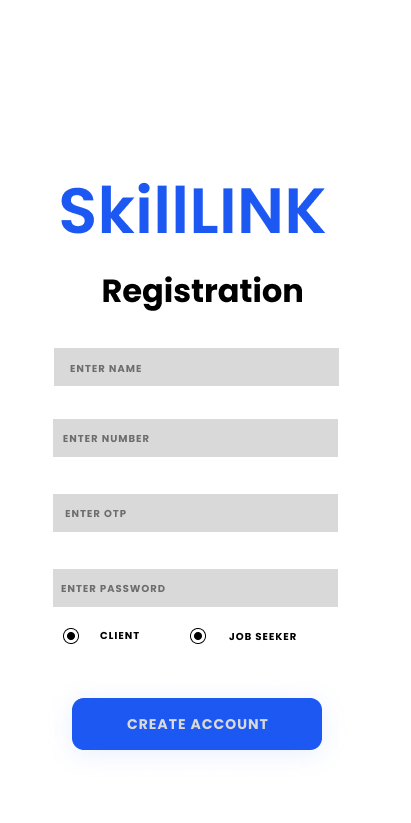 SkillLINK
Registration
ENTER NAME
ENTER NUMBER
ENTER OTP
ENTER PASSWORD
CLIENT JOB SEEKER
CREATE ACCOUNT